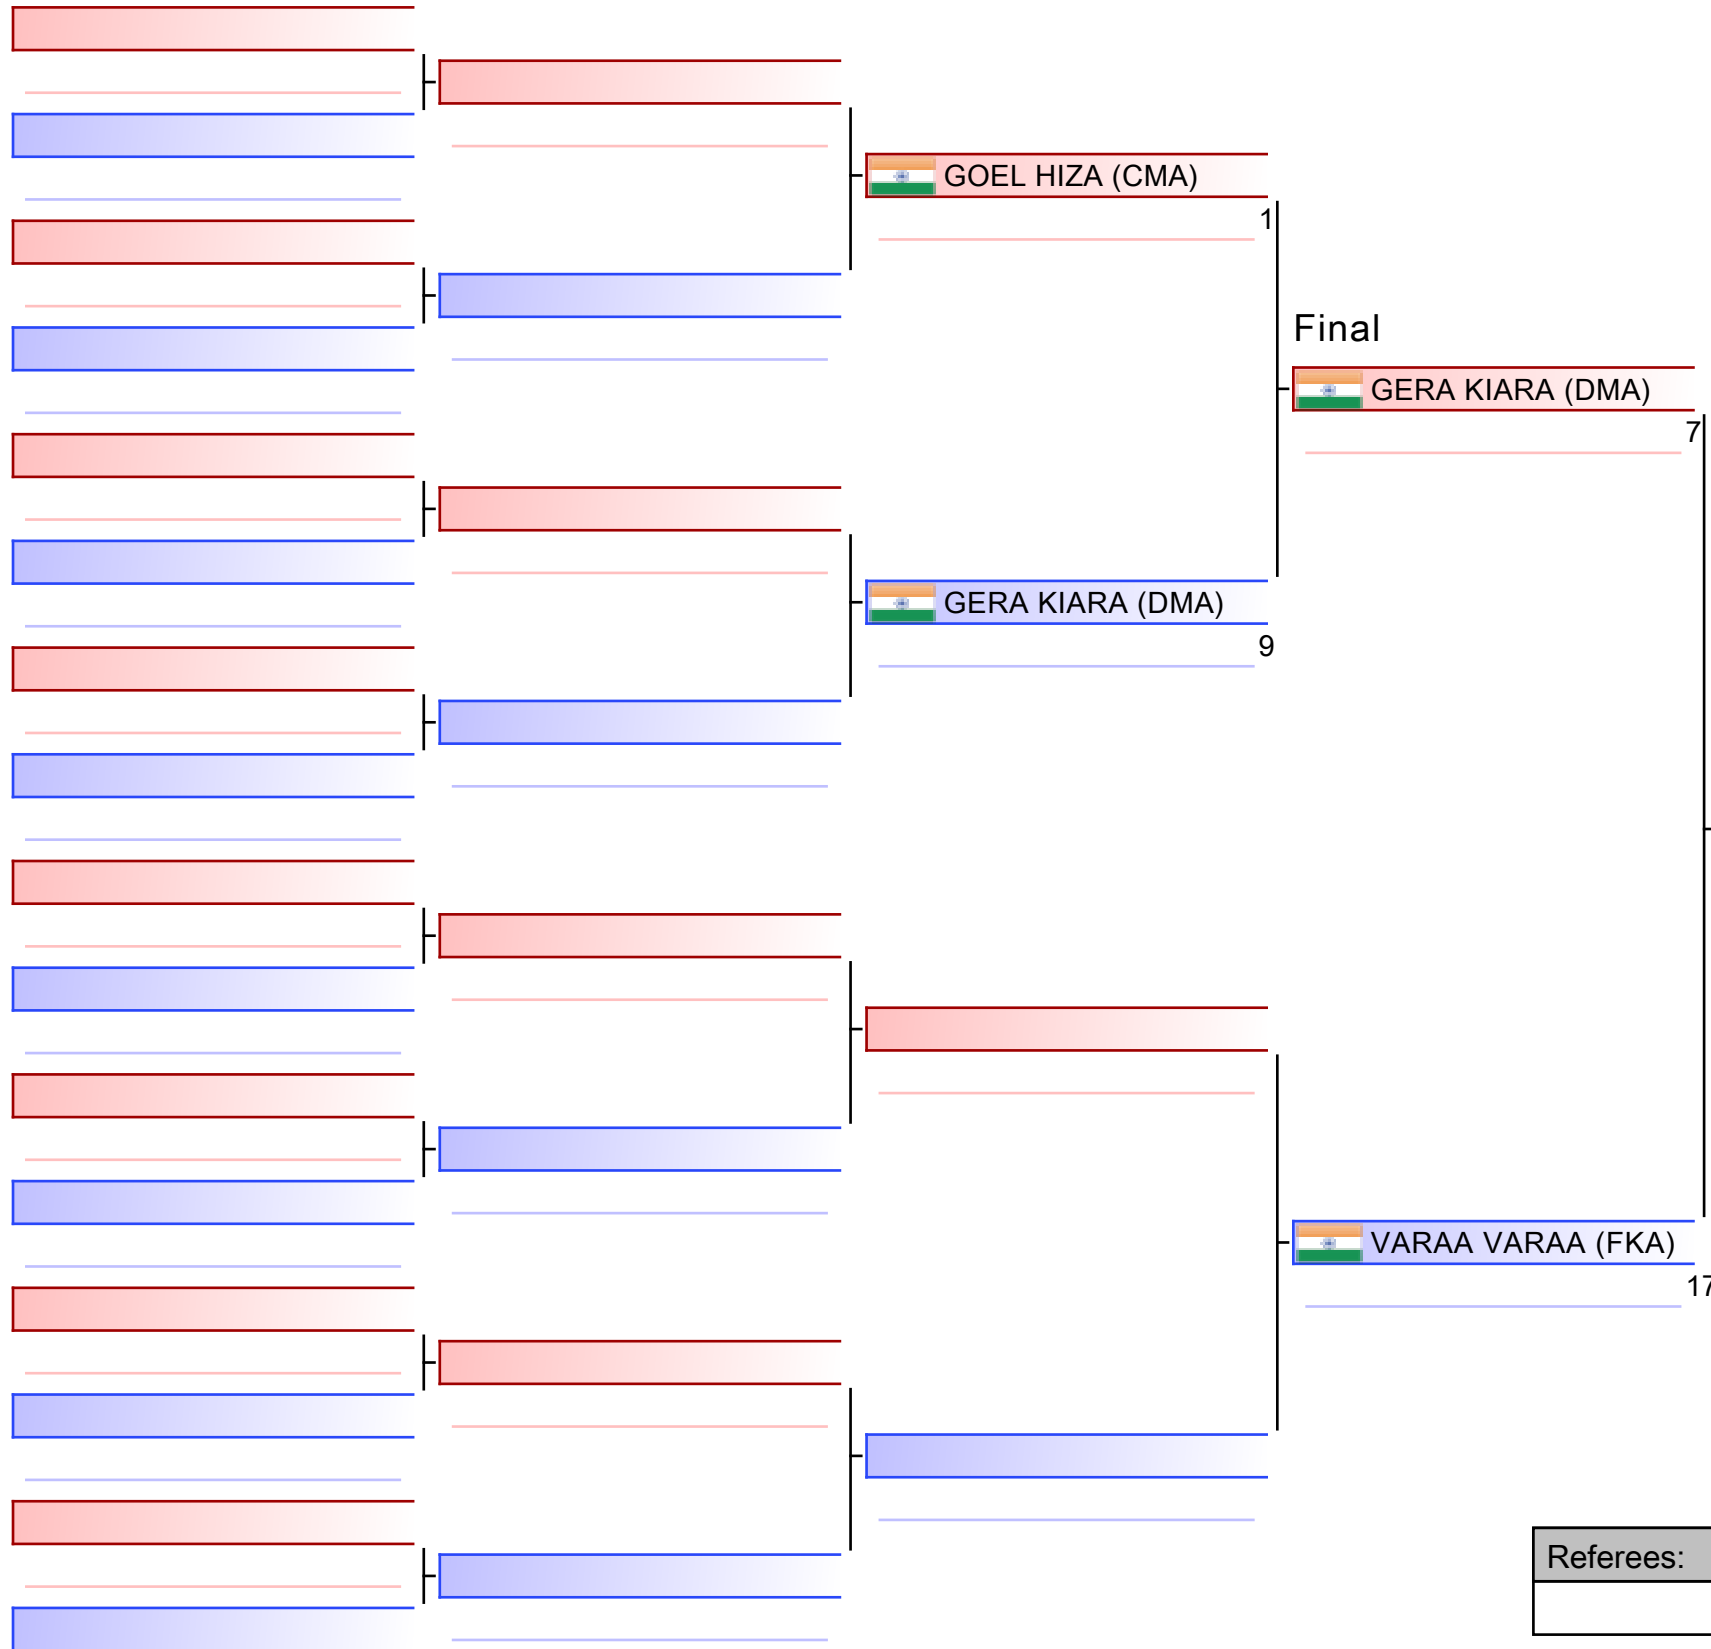 GOEL HIZA (CMA)
1
Final
GERA KIARA (DMA)
7
GERA KIARA (DMA)
9
VARAA VARAA (FKA)
17
Referees: